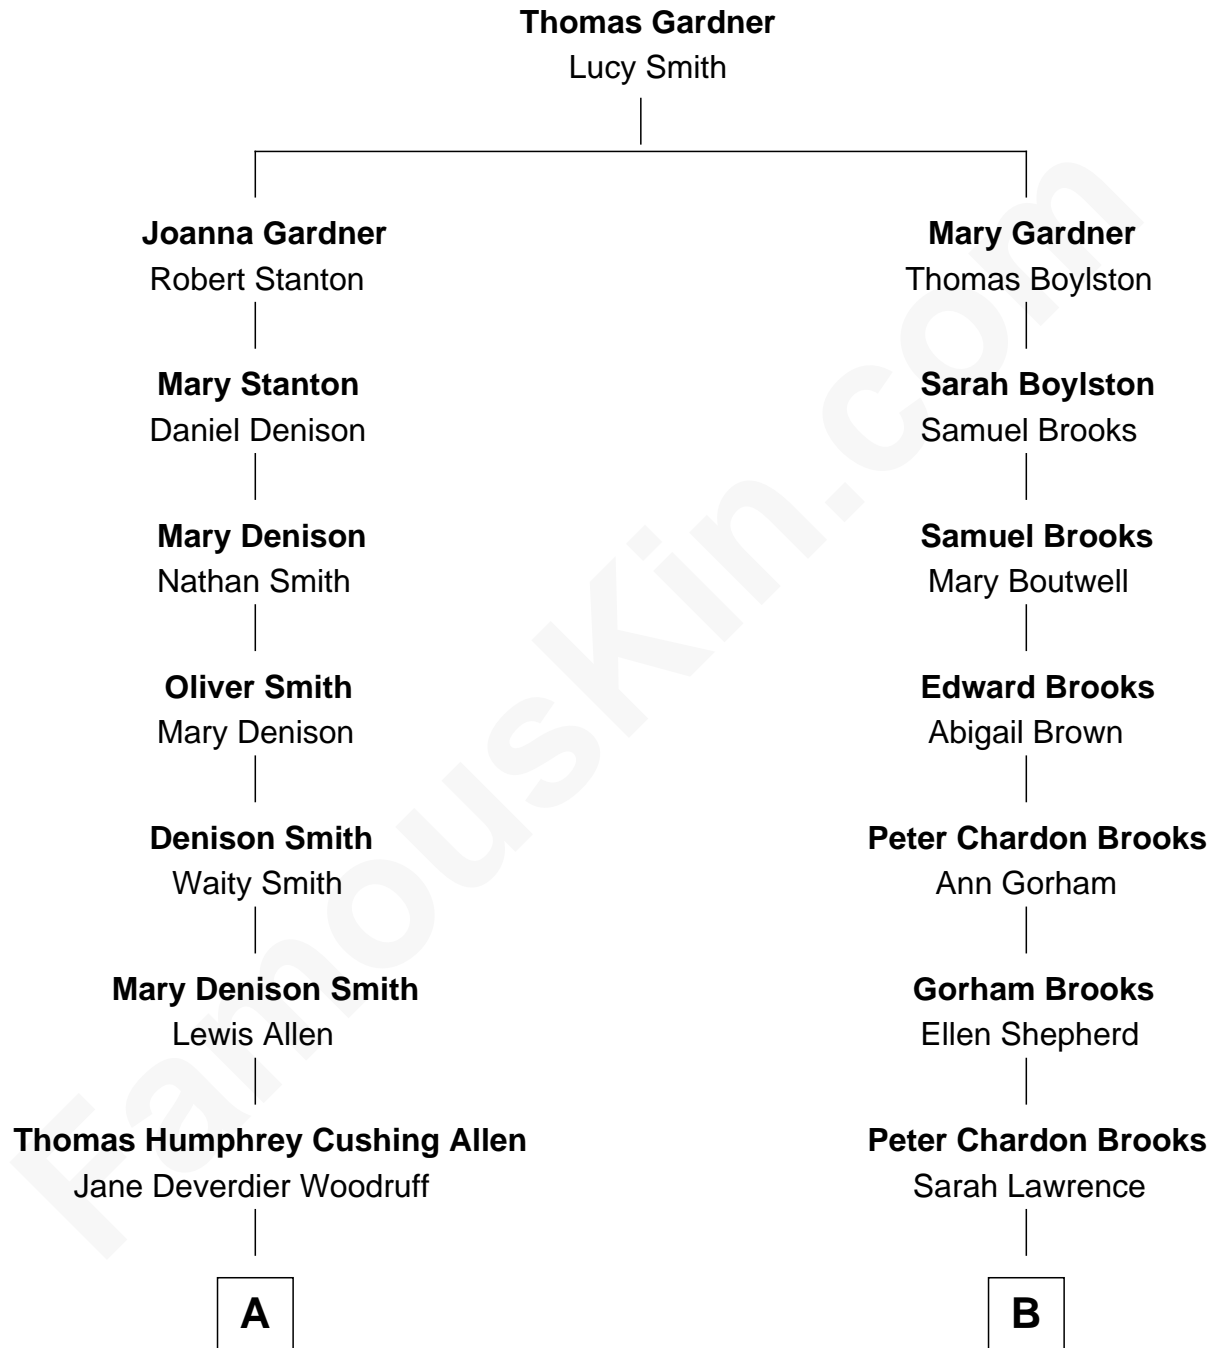 Thomas Gardner
Lucy Smith
Joanna Gardner
Robert Stanton
Mary Gardner
Thomas Boylston
Mary Stanton
Daniel Denison
Sarah Boylston
Samuel Brooks
Mary Denison
Nathan Smith
Samuel Brooks
Mary Boutwell
Oliver Smith
Mary Denison
Edward Brooks
Abigail Brown
Denison Smith
Waity Smith
Peter Chardon Brooks
Ann Gorham
Mary Denison Smith
Lewis Allen
Gorham Brooks
Ellen Shepherd
Thomas Humphrey Cushing Allen
Jane Deverdier Woodruff
Peter Chardon Brooks
Sarah Lawrence
A
B
FamousKin.com